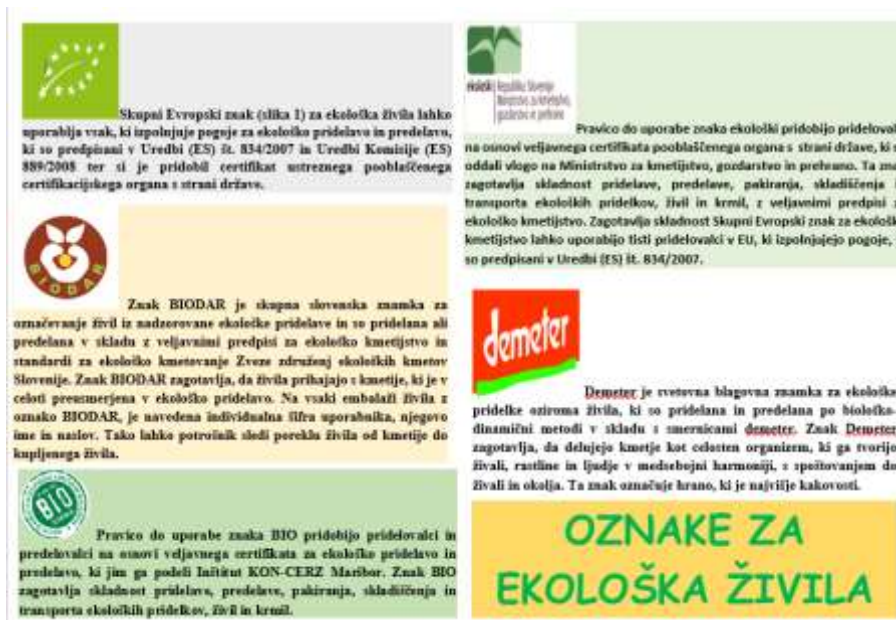 Skupni Evropski znak (slika 1) za ekološka živila lahko
uporablja vsak, ki izpolnjuje pogoje za ekološko pridelavo in predelavo,
ki so predpisani v Uredbi (ES) št. 834/2007 in Uredbi Komisije (ES)
889/2008 ter si je pridobil certifikat ustreznega pooblaščenega
certifikacijskega organa s strani države.
BIODAR
Znak BIODAR je skupna slovenska znamka za
označevanje živil iz nadzorovane ekološke pridelave in so pridelana ali
predelana v skladu z veljavnimi predpisi za ekološko kmetijstvo in
standardi za ekološko kmetovanje Zveze združenj ekoloških kmetov
Slovenije. Znak BIODAR zagotavlja, da živila prihajajo s kmetije, ki je v
celoti preusmerjena v ekološko pridelavo. Na vsaki embalaži živila z
oznako BIODAR, je navedena individualna šifra uporabnika, njegovo
ime in naslov. Tako lahko potrošnik sledi poreklu živila od kmetije do
kupljenega živila.
BIO
Pravico do uporabe znaka BIO pridobijo pridelovalci in
predelovalci na osnovi veljavnega certifikata za ekološko pridelavo in
predelavo, ki jim ga podeli Inštitut KON-CERZ Maribor. Znak BIO
zagotavlja skladnost pridelave, predelave, pakiranja, skladiščenja in
transporta ekoloških pridelkov, živil in krmil.
ekološki Republika Slovenija
Ministrstvo za kmetijstvo,
gozdarstvo in prehrano
Pravico do uporabe znaka ekološki pridobijo pridelova
na osnovi veljavnega certifikata pooblaščenega organa s strani države, ki s
oddali vlogo na Ministrstvo za kmetijstvo, gozdarstvo in prehrano. Ta zna
zagotavlja skladnost pridelave, predelave, pakiranja, skladiščenja i
transporta ekoloških pridelkov, živil in krmil, z veljavnimi predpisi z
ekološko kmetijstvo. Zagotavlja skladnost Skupni Evropski znak za ekološk
kmetijstvo lahko uporabijo tisti pridelovalci v EU, ki izpolnjujejo pogoje,
so predpisani v Uredbi (ES) št. 834/2007.
demeter
Demeter je svetovna blagovna znamka za ekološke
pridelke oziroma živila, ki so pridelana in predelana po biološko-
dinamični metodi v skladu s smernicami demeter. Znak Demeter
zagotavlja, da delujejo kmetje kot celosten organizem, ki ga tvorijo
živali, rastline in ljudje v medsebojni harmoniji, s spoštovanjem do
živali in okolja. Ta znak označuje hrano, ki je najvišje kakovosti.
OZNAKE ZA
EKOLOŠKA ŽIVILA